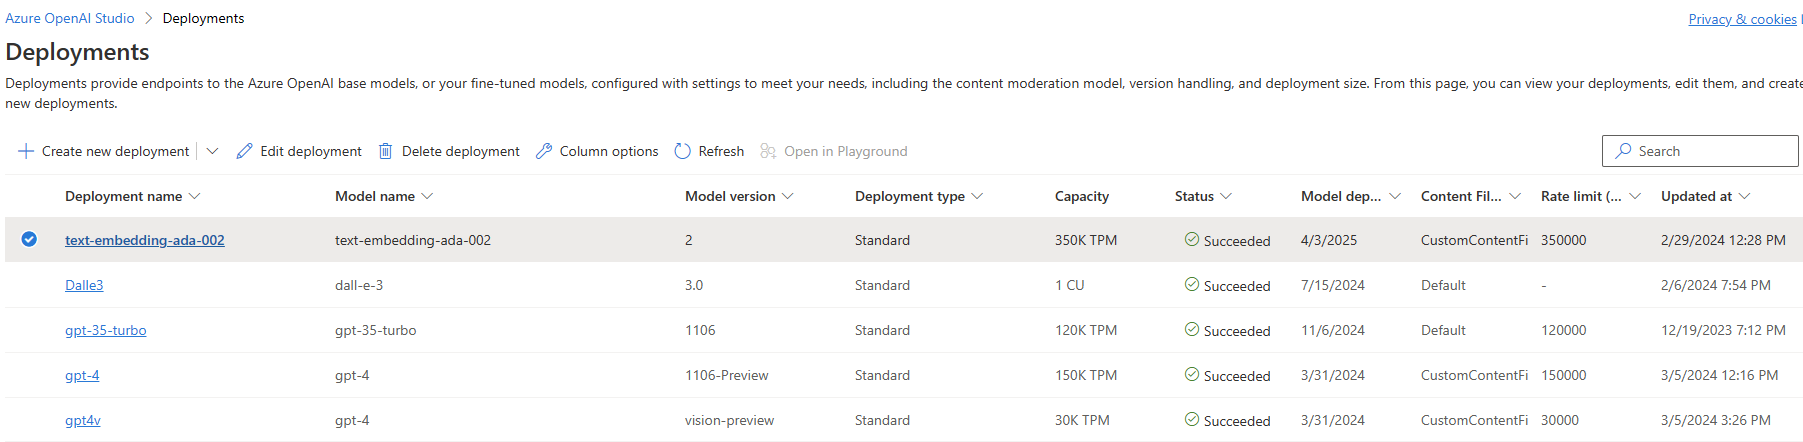 Azure OpenAI Studio > Deployments
Privacy & cookies
Deployments
Deployments provide endpoints to the Azure OpenAI base models, or your fine-tuned models, configured with settings to meet your needs, including the content moderation model, version handling, and deployment size. From this page, you can view your deployments, edit them, and create
new deployments.
Create new deployment Edit deployment Delete deployment Column options Refresh Open in Playground Search
Deployment name Model name Model version Deployment type Capacity Status Model dep... Content Fil... Rate limit (... Updated at
text-embedding-ada-002 text-embedding-ada-002 2 Standard 350K TPM Succeeded 4/3/2025 CustomContentFi 350000 2/29/2024 12:28 PM
Dalle3 dall-e-3 3.0 Standard 1 CU Succeeded 7/15/2024 Default - 2/6/2024 7:54 PM
gpt-35-turbo gpt-35-turbo 1106 Standard 120K TPM Succeeded 11/6/2024 Default 120000 12/19/2023 7:12 PM
gpt-4 gpt-4 1106-Preview Standard 150K TPM Succeeded 3/31/2024 CustomContentFi 150000 3/5/2024 12:16 PM
gpt4v gpt-4 vision-preview Standard 30K TPM Succeeded 3/31/2024 CustomContentFi 30000 3/5/2024 3:26 PM